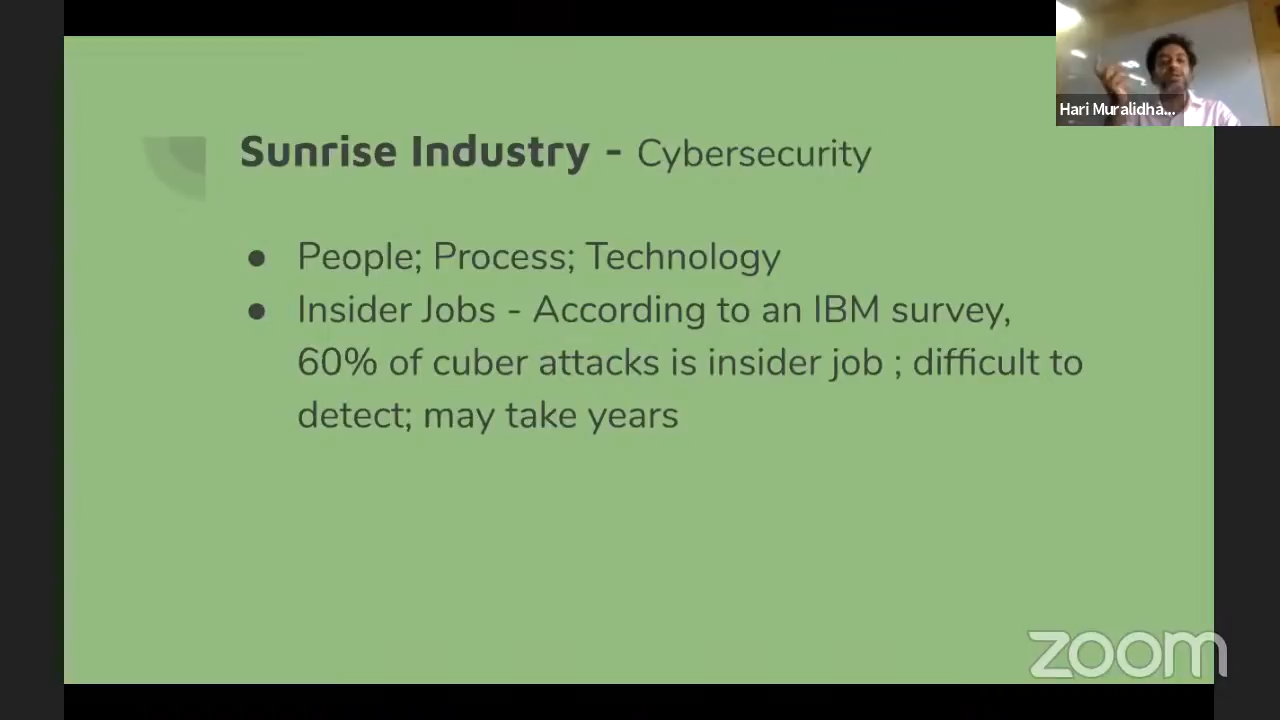 Hari Muralidha...
Sunrise Industry - Cybersecurity
● People; Process; Technology
● Insider Jobs - According to an IBM survey,
60% of cuber attacks is insider job ; difficult to
detect; may take years
zoom